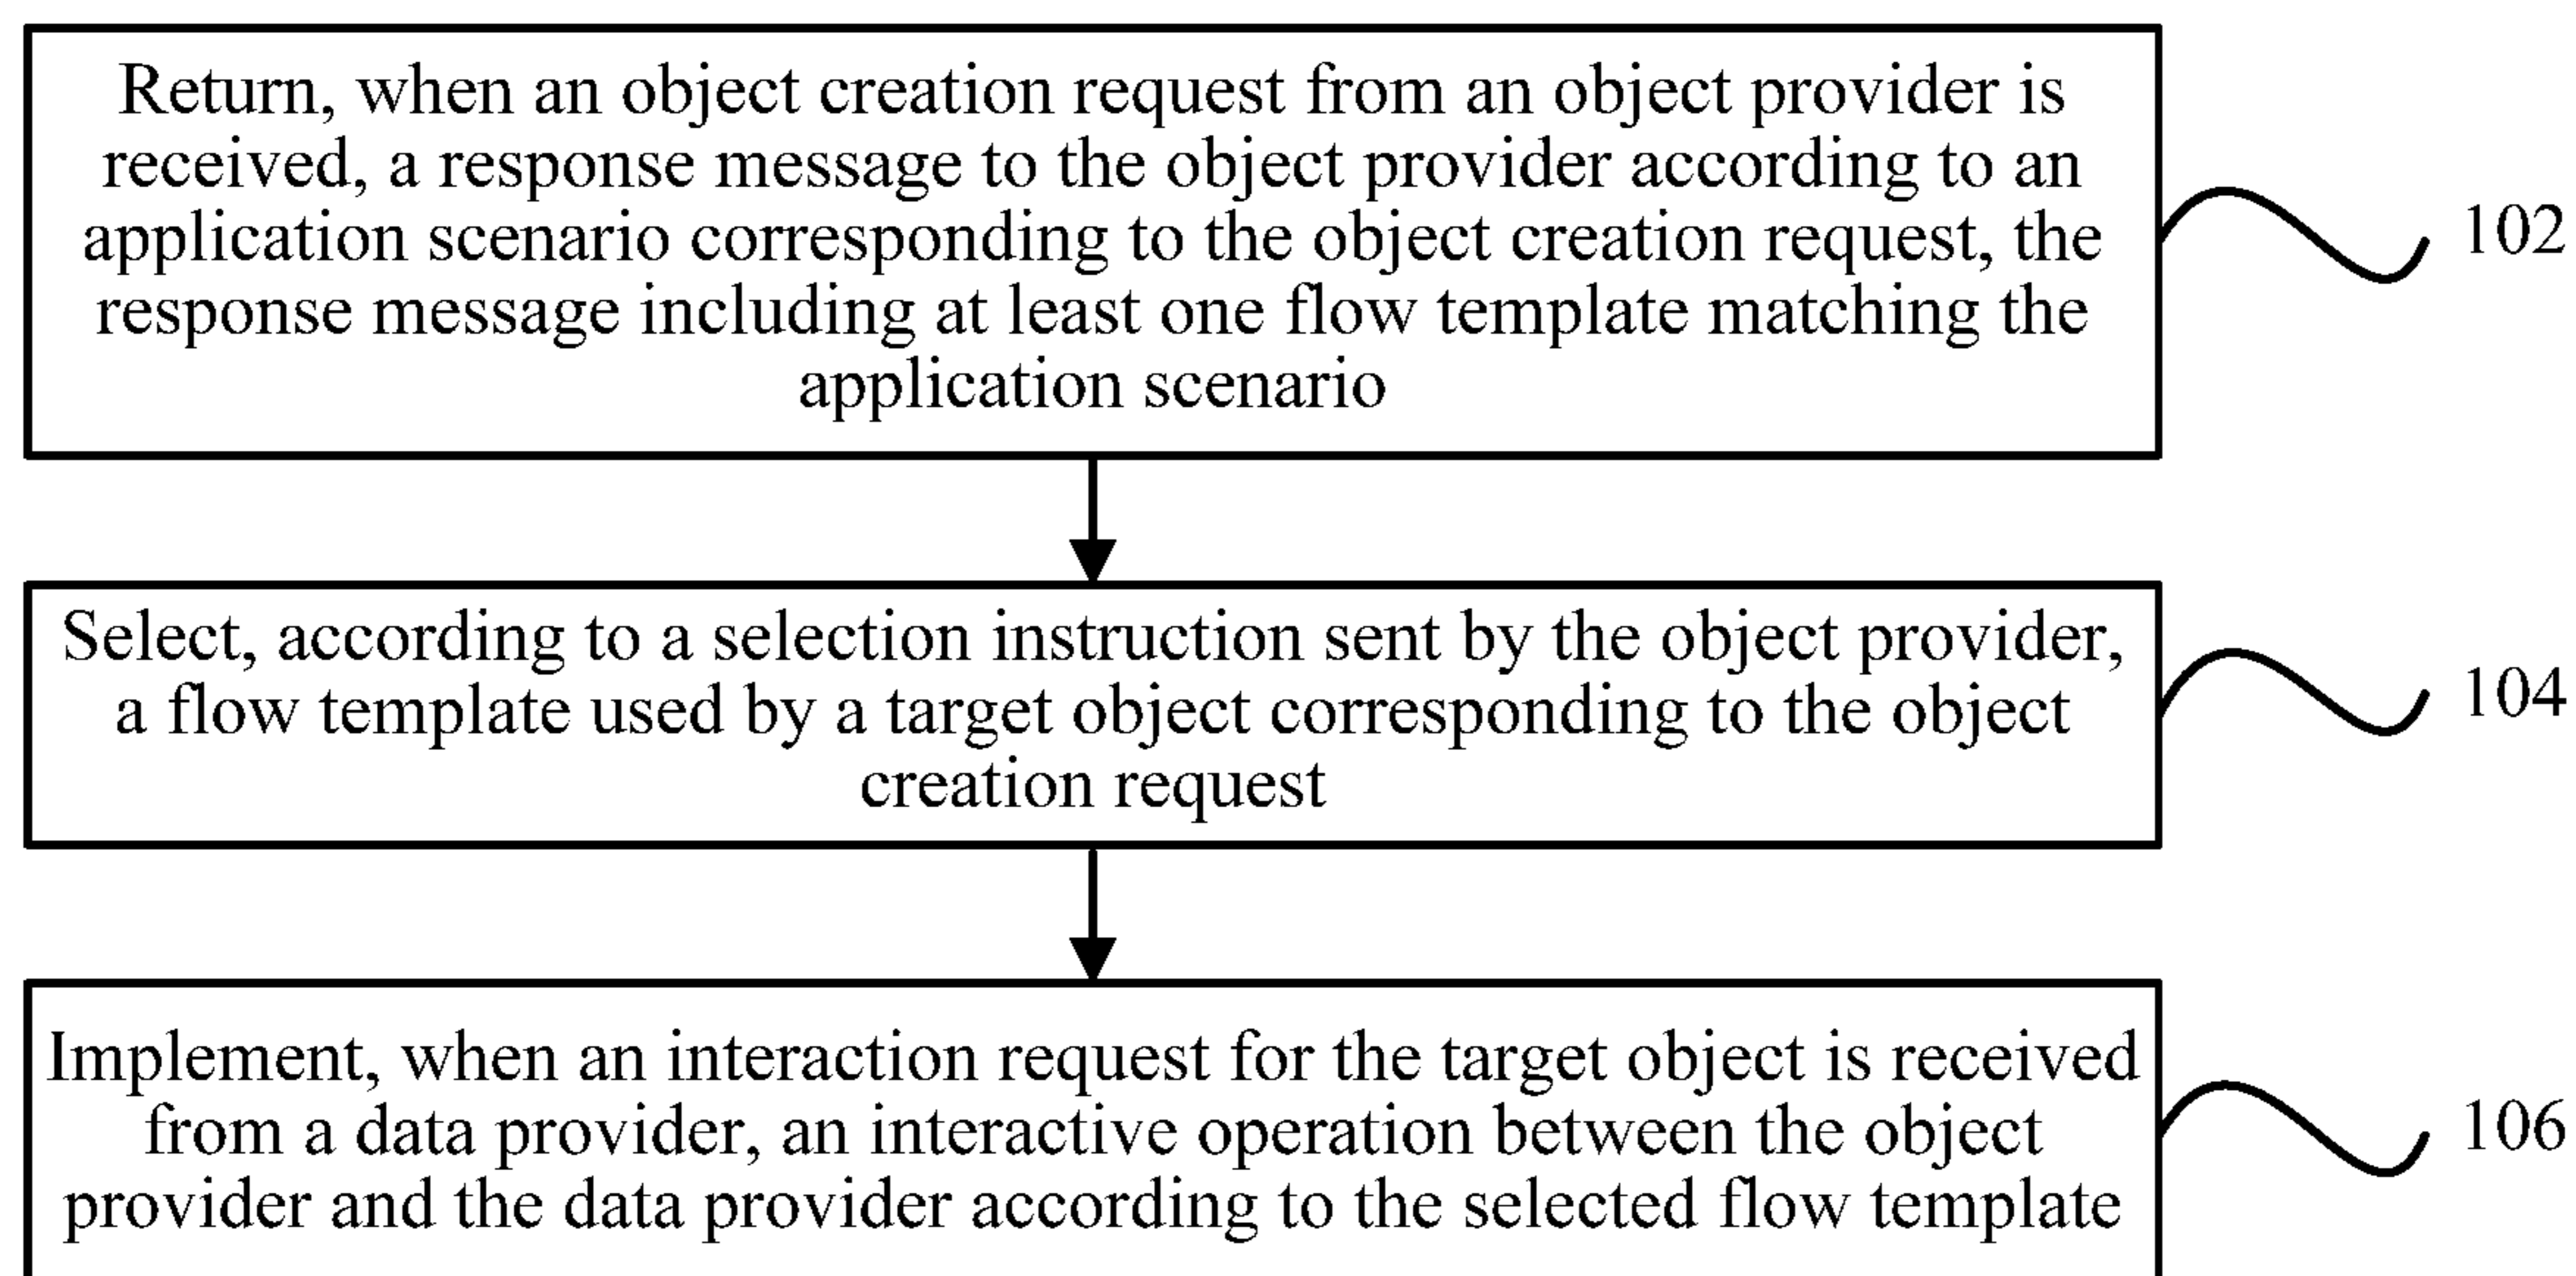 Return, when an object creation request from an object provider is
received, a response message to the object provider according to an
application scenario corresponding to the object creation request, the
response message including at least one flow template matching the
application scenario
102
Select, according to a selection instruction sent by the object provider,
a flow template used by a target object corresponding to the object
creation request
104
Implement, when an interaction request for the target object is received
from a data provider, an interactive operation between the object
provider and the data provider according to the selected flow template
106